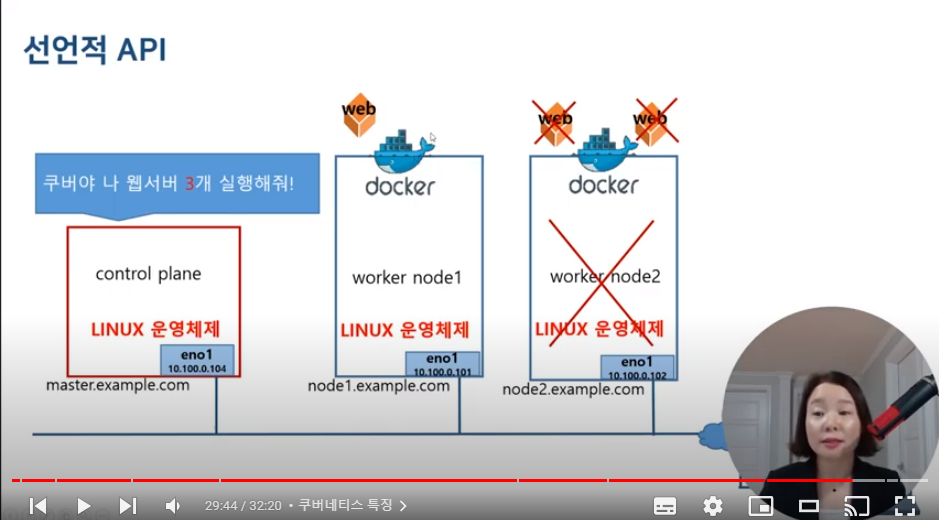 선언적 API
web
web
web
쿠버야 나 웹서버 3개 실행해줘!
docker
docker
control plane
worker node1
worker node2
LINUX 운영체제
LINUX 운영체제
LINUX 운영체제
eno1
10.100.0.104
eno1
10.100.0.101
eno1
10.100.0.102
master.example.com
node1.example.com
node2.example.com
29:44 / 32:20 • 쿠버네티스 특징